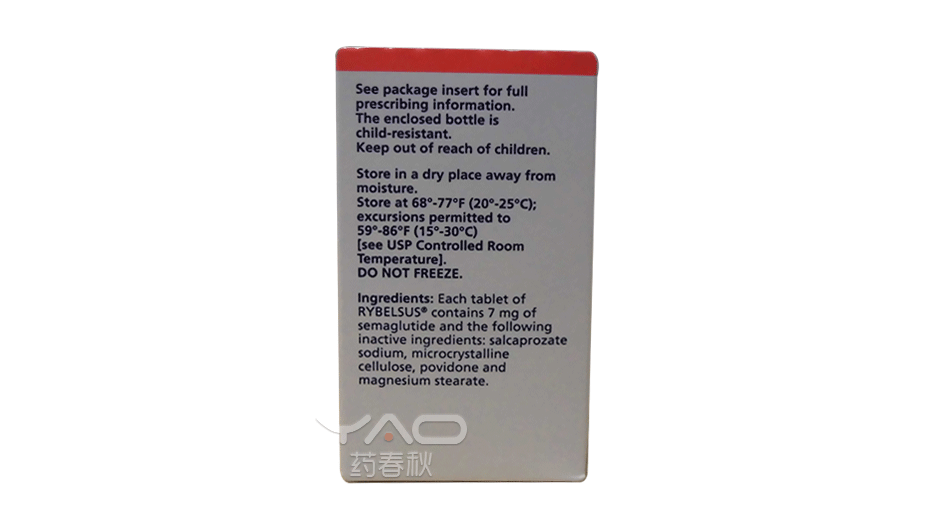 See package insert for full
prescribing information.
The enclosed bottle is
child-resistant.
Keep out of reach of children.
Store in a dry place away from
moisture.
Store at 68°-77°F (20°-25°C);
excursions permitted to
59°-86°F (15°-30°C)
[see USP Controlled Room
Temperature].
DO NOT FREEZE.
Ingredients: Each tablet of
RYBELSUS® contains 7 mg of
semaglutide and the following
inactive ingredients: salcaprozate
sodium, microcrystalline
cellulose, povidone and
magnesium stearate.
YAO
药春秋